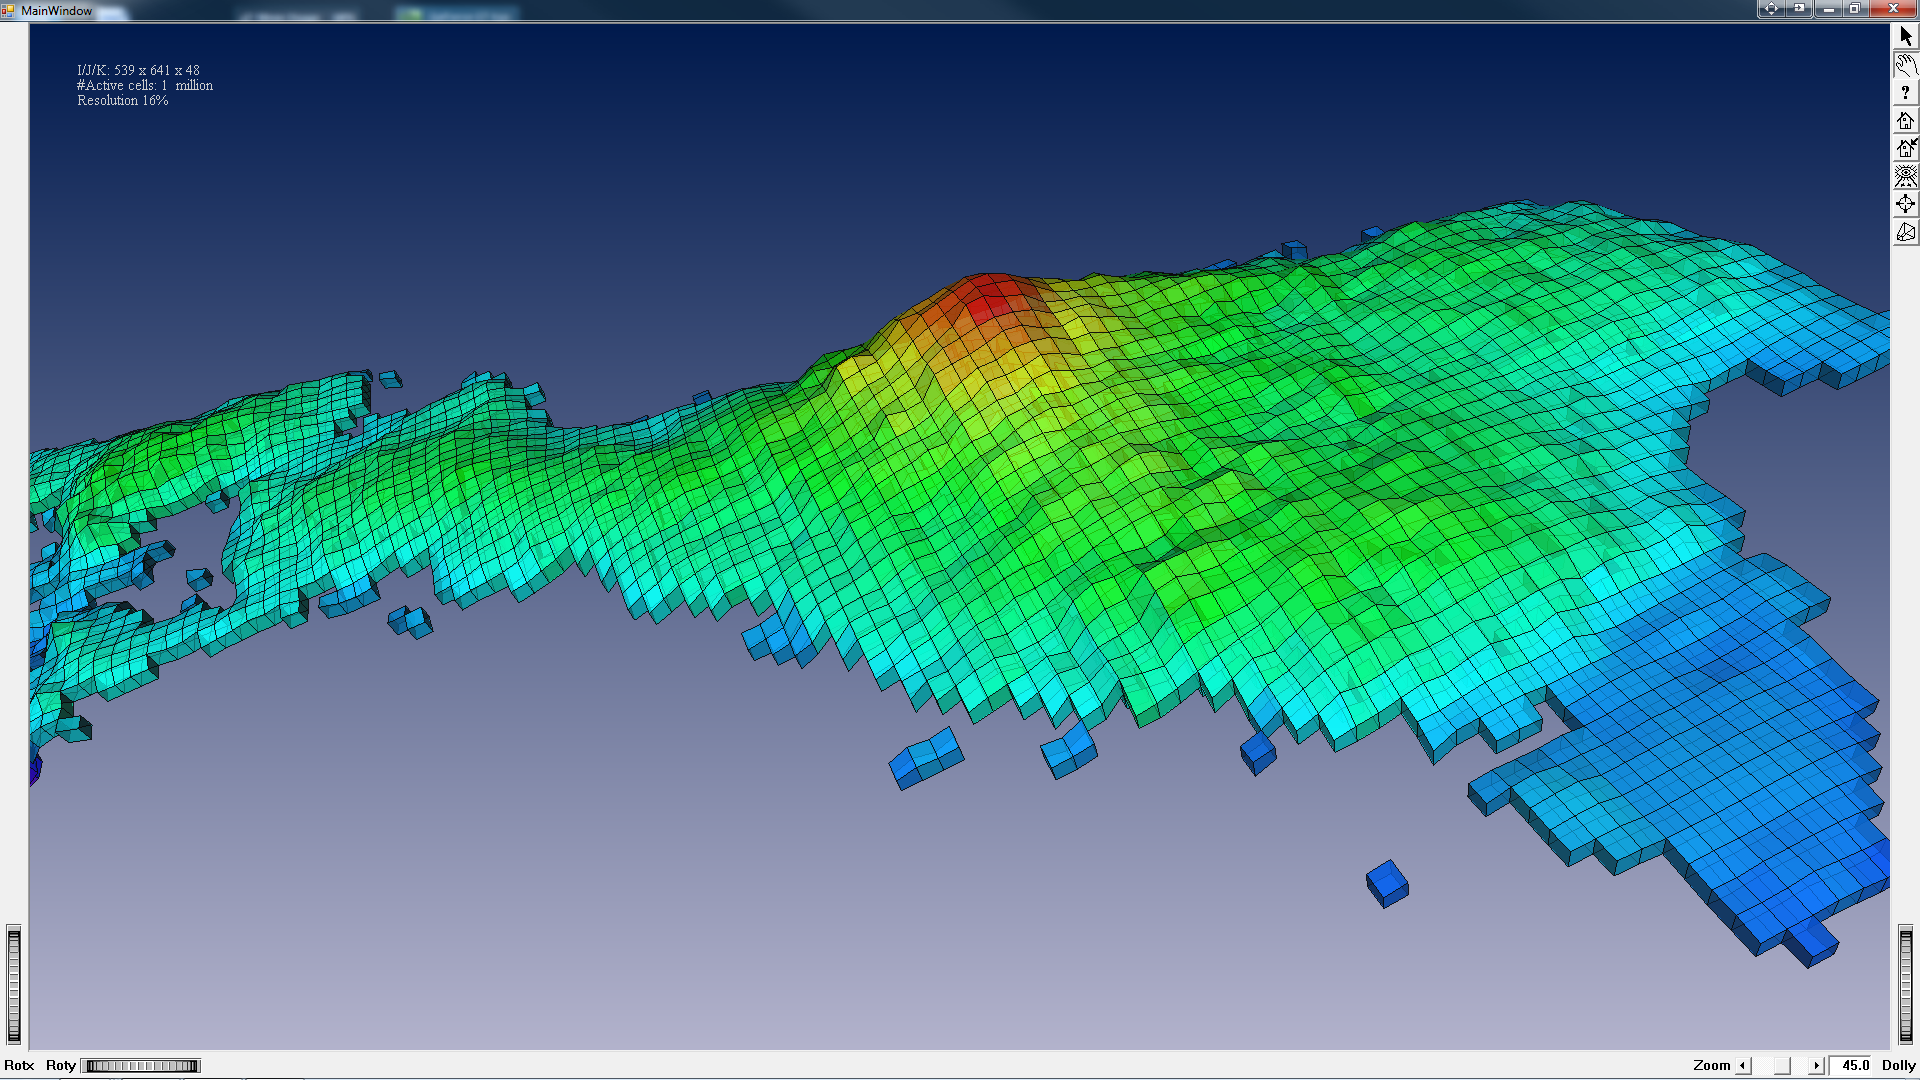 MainWindow
I/J/K: 539 x 641 x 48
#Active cells: 1 million
Resolution 16%
?
Rotx Roty Zoom 45.0 Dolly